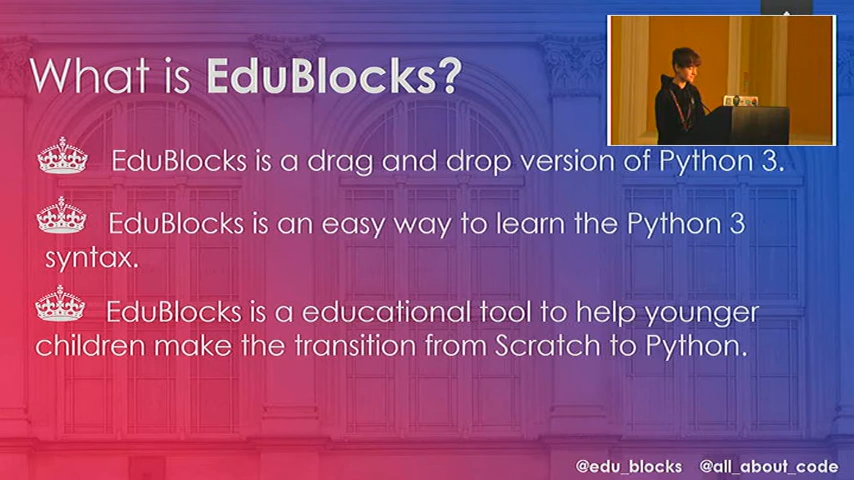 What is EduBlocks?
EduBlocks is a drag and drop version of Python 3.
EduBlocks is an easy way to learn the Python 3
syntax.
EduBlocks is a educational tool to help younger
children make the transition from Scratch to Python.
@edu_blocks @all_about_code